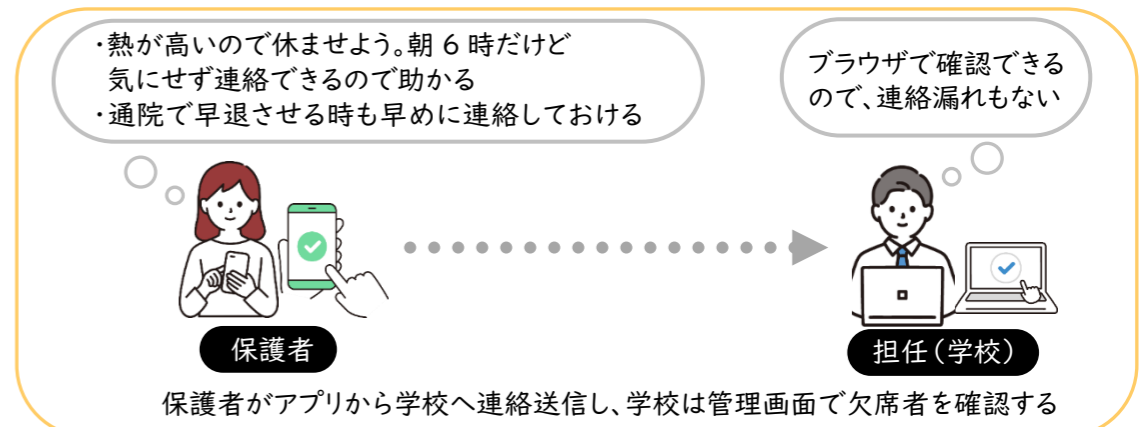 ・熱が高いので休ませよう。朝6時だけど
気にせず連絡できるので助かる
・通院で早退させる時も早めに連絡しておける
ブラウザで確認できる
ので、連絡漏れもない
保護者
担任（学校）
保護者がアプリから学校へ連絡送信し、学校は管理画面で欠席者を確認する